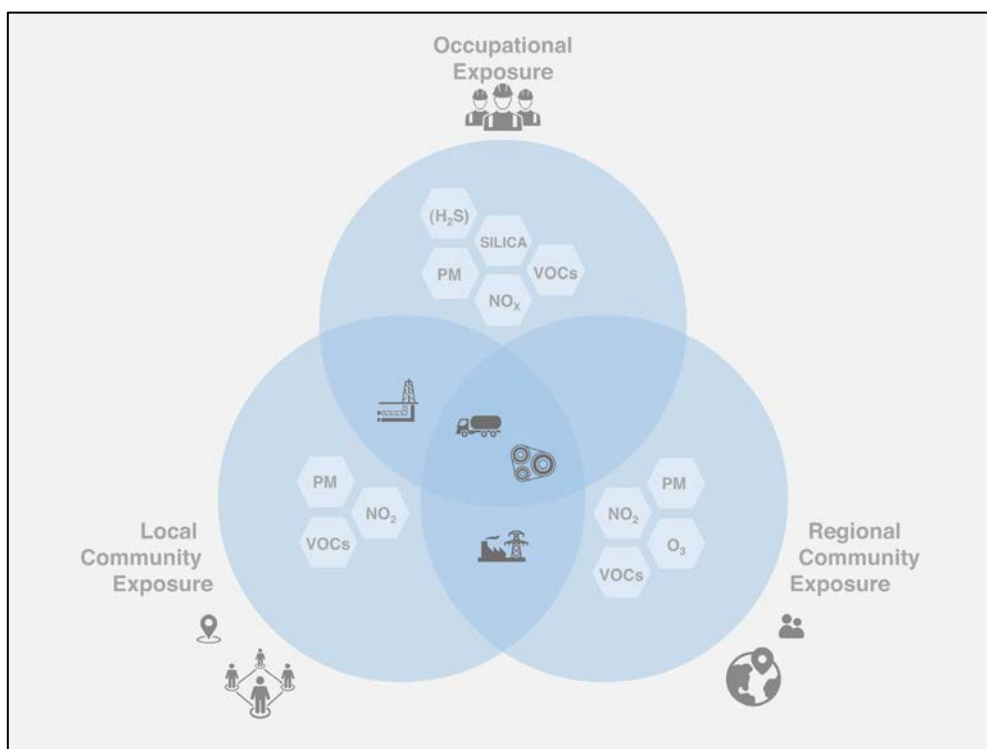 Occupational
Exposure
(H₂S)
SILICA
PM
VOCs
NOₓ
PM
NO₂
VOCs
PM
NO₂
O₃
VOCs
Local
Community
Exposure
Regional
Community
Exposure